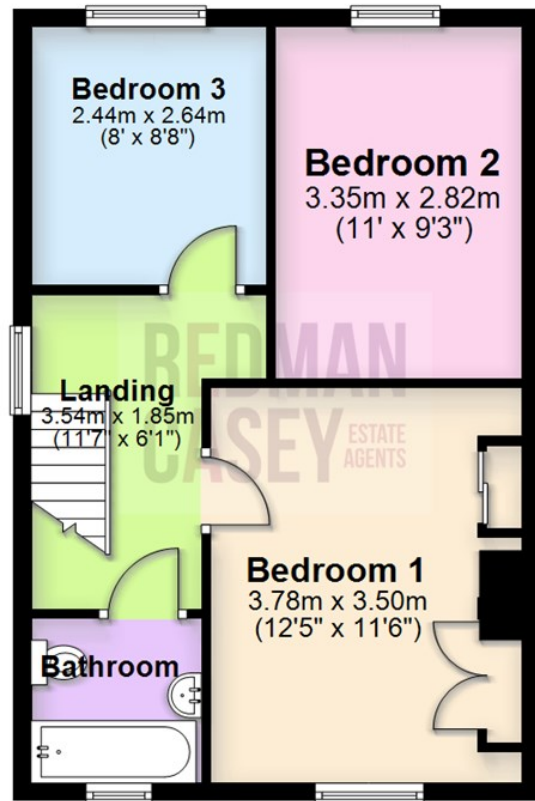 Bedroom 3
2.44m x 2.64m
(8' x 8'8")
Bedroom 2
3.35m x 2.82m
(11' x 9'3")
REDMAN
CASEY
ESTATE
AGENTS
Landing
3.54m x 1.85m
(11'7" x 6'1")
Bedroom 1
3.78m x 3.50m
(12'5" x 11'6")
Bathroom